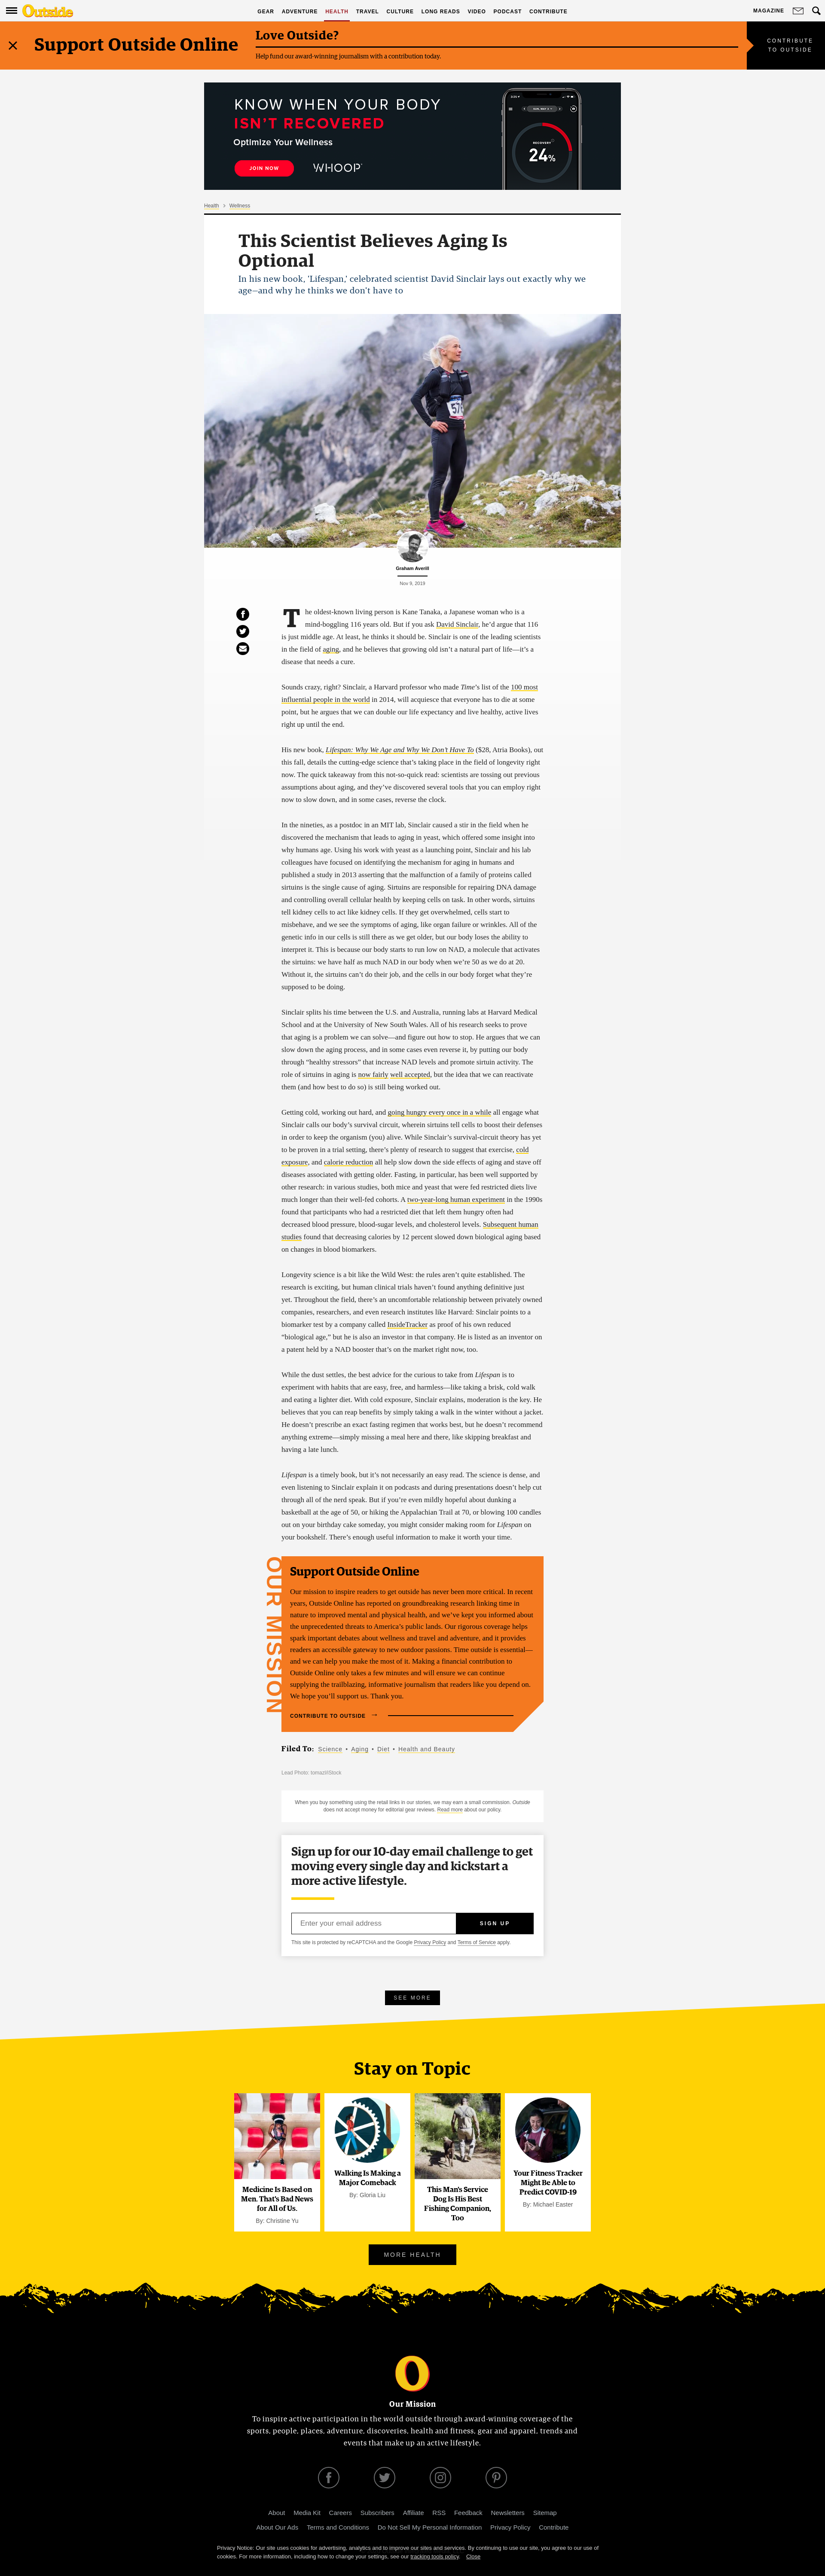 Outside
GEAR ADVENTURE HEALTH TRAVEL CULTURE LONG READS VIDEO PODCAST CONTRIBUTE
MAGAZINE
Support Outside Online
Love Outside?
Help fund our award-winning journalism with a contribution today.
CONTRIBUTE
TO OUTSIDE
KNOW WHEN YOUR BODY
ISN'T RECOVERED
Optimize Your Wellness
JOIN NOW
WHOOP
RECOVERY
24%
Health > Wellness
This Scientist Believes Aging Is
Optional
In his new book, 'Lifespan,' celebrated scientist David Sinclair lays out exactly why we
age—and why he thinks we don't have to
Graham Averill
Nov 9, 2019
The oldest-known living person is Kane Tanaka, a Japanese woman who is a
mind-boggling 116 years old. But if you ask David Sinclair, he’d argue that 116
is just middle age. At least, he thinks it should be. Sinclair is one of the leading scientists
in the field of aging, and he believes that growing old isn’t a natural part of life—it’s a
disease that needs a cure.
Sounds crazy, right? Sinclair, a Harvard professor who made Time’s list of the 100 most
influential people in the world in 2014, will acquiesce that everyone has to die at some
point, but he argues that we can double our life expectancy and live healthy, active lives
right up until the end.
His new book, Lifespan: Why We Age and Why We Don’t Have To ($28, Atria Books), out
this fall, details the cutting-edge science that’s taking place in the field of longevity right
now. The quick takeaway from this not-so-quick read: scientists are tossing out previous
assumptions about aging, and they’ve discovered several tools that you can employ right
now to slow down, and in some cases, reverse the clock.
In the nineties, as a postdoc in an MIT lab, Sinclair caused a stir in the field when he
discovered the mechanism that leads to aging in yeast, which offered some insight into
why humans age. Using his work with yeast as a launching point, Sinclair and his lab
colleagues have focused on identifying the mechanism for aging in humans and
published a study in 2013 asserting that the malfunction of a family of proteins called
sirtuins is the single cause of aging. Sirtuins are responsible for repairing DNA damage
and controlling overall cellular health by keeping cells on task. In other words, sirtuins
tell kidney cells to act like kidney cells. If they get overwhelmed, cells start to
misbehave, and we see the symptoms of aging, like organ failure or wrinkles. All of the
genetic info in our cells is still there as we get older, but our body loses the ability to
interpret it. This is because our body starts to run low on NAD, a molecule that activates
the sirtuins: we have half as much NAD in our body when we’re 50 as we do at 20.
Without it, the sirtuins can’t do their job, and the cells in our body forget what they’re
supposed to be doing.
Sinclair splits his time between the U.S. and Australia, running labs at Harvard Medical
School and at the University of New South Wales. All of his research seeks to prove
that aging is a problem we can solve—and figure out how to stop. He argues that we can
slow down the aging process, and in some cases even reverse it, by putting our body
through “healthy stressors” that increase NAD levels and promote sirtuin activity. The
role of sirtuins in aging is now fairly well accepted, but the idea that we can reactivate
them (and how best to do so) is still being worked out.
Getting cold, working out hard, and going hungry every once in a while all engage what
Sinclair calls our body’s survival circuit, wherein sirtuins tell cells to boost their defenses
in order to keep the organism (you) alive. While Sinclair’s survival-circuit theory has yet
to be proven in a trial setting, there’s plenty of research to suggest that exercise, cold
exposure, and calorie reduction all help slow down the side effects of aging and stave off
diseases associated with getting older. Fasting, in particular, has been well supported by
other research: in various studies, both mice and yeast that were fed restricted diets live
much longer than their well-fed cohorts. A two-year-long human experiment in the 1990s
found that participants who had a restricted diet that left them hungry often had
decreased blood pressure, blood-sugar levels, and cholesterol levels. Subsequent human
studies found that decreasing calories by 12 percent slowed down biological aging based
on changes in blood biomarkers.
Longevity science is a bit like the Wild West: the rules aren’t quite established. The
research is exciting, but human clinical trials haven’t found anything definitive just
yet. Throughout the field, there’s an uncomfortable relationship between privately owned
companies, researchers, and even research institutes like Harvard: Sinclair points to a
biomarker test by a company called InsideTracker as proof of his own reduced
“biological age,” but he is also an investor in that company. He is listed as an inventor on
a patent held by a NAD booster that’s on the market right now, too.
While the dust settles, the best advice for the curious to take from Lifespan is to
experiment with habits that are easy, free, and harmless—like taking a brisk, cold walk
and eating a lighter diet. With cold exposure, Sinclair explains, moderation is the key. He
believes that you can reap benefits by simply taking a walk in the winter without a jacket.
He doesn’t prescribe an exact fasting regimen that works best, but he doesn’t recommend
anything extreme—simply missing a meal here and there, like skipping breakfast and
having a late lunch.
Lifespan is a timely book, but it’s not necessarily an easy read. The science is dense, and
even listening to Sinclair explain it on podcasts and during presentations doesn’t help cut
through all of the nerd speak. But if you’re even mildly hopeful about dunking a
basketball at the age of 50, or hiking the Appalachian Trail at 70, or blowing 100 candles
out on your birthday cake someday, you might consider making room for Lifespan on
your bookshelf. There’s enough useful information to make it worth your time.
OUR MISSION
Support Outside Online
Our mission to inspire readers to get outside has never been more critical. In recent
years, Outside Online has reported on groundbreaking research linking time in
nature to improved mental and physical health, and we’ve kept you informed about
the unprecedented threats to America’s public lands. Our rigorous coverage helps
spark important debates about wellness and travel and adventure, and it provides
readers an accessible gateway to new outdoor passions. Time outside is essential—
and we can help you make the most of it. Making a financial contribution to
Outside Online only takes a few minutes and will ensure we can continue
supplying the trailblazing, informative journalism that readers like you depend on.
We hope you’ll support us. Thank you.
CONTRIBUTE TO OUTSIDE →
Filed To: Science • Aging • Diet • Health and Beauty
Lead Photo: tomazl/iStock
When you buy something using the retail links in our stories, we may earn a small commission. Outside
does not accept money for editorial gear reviews. Read more about our policy.
Sign up for our 10-day email challenge to get
moving every single day and kickstart a
more active lifestyle.
Enter your email address
SIGN UP
This site is protected by reCAPTCHA and the Google Privacy Policy and Terms of Service apply.
SEE MORE
Stay on Topic
Medicine Is Based on
Men. That's Bad News
for All of Us.
By: Christine Yu
Walking Is Making a
Major Comeback
By: Gloria Liu
This Man's Service
Dog Is His Best
Fishing Companion,
Too
Your Fitness Tracker
Might Be Able to
Predict COVID-19
By: Michael Easter
MORE HEALTH
O
Our Mission
To inspire active participation in the world outside through award-winning coverage of the
sports, people, places, adventure, discoveries, health and fitness, gear and apparel, trends and
events that make up an active lifestyle.
About Media Kit Careers Subscribers Affiliate RSS Feedback Newsletters Sitemap
About Our Ads Terms and Conditions Do Not Sell My Personal Information Privacy Policy Contribute
Privacy Notice: Our site uses cookies for advertising, analytics and to improve our sites and services. By continuing to use our site, you agree to our use of
cookies. For more information, including how to change your settings, see our tracking tools policy. Close